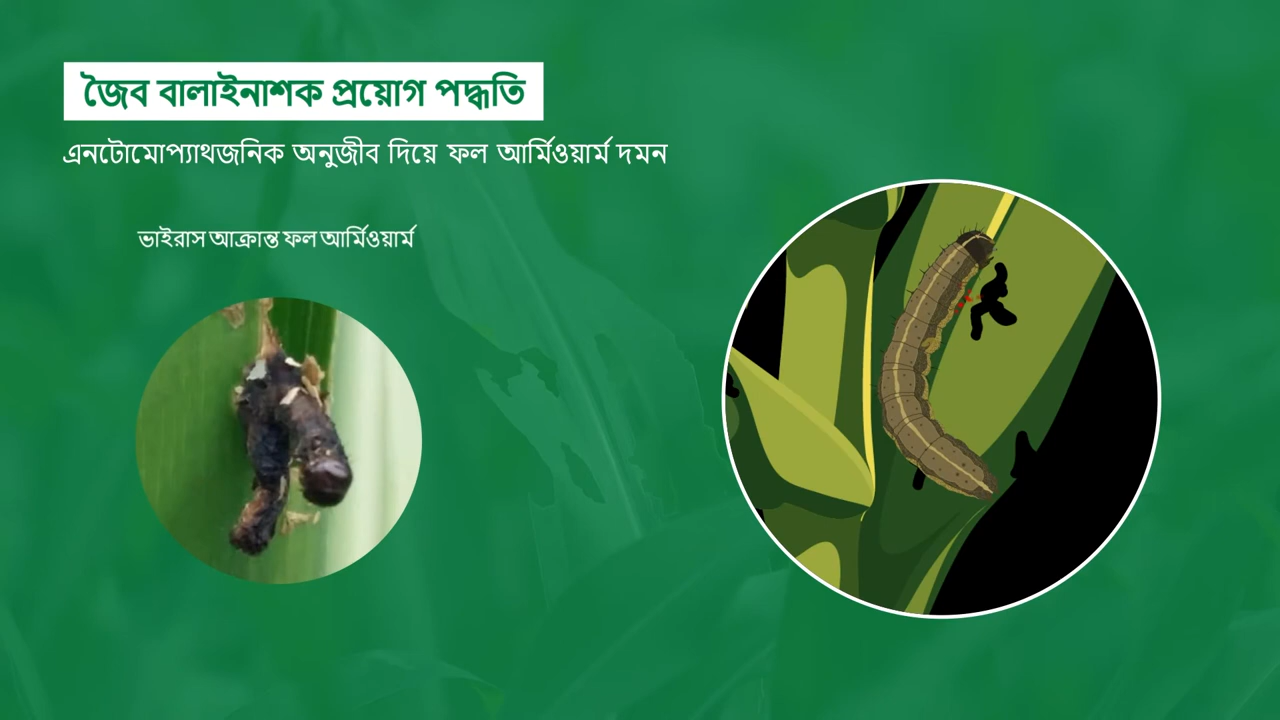 জৈব বালাইনাশক প্রয়োগ পদ্ধতি
এনটোমোপ্যাথজনিক অনুজীব দিয়ে ফল আর্মিওয়ার্ম দমন
ভাইরাস আক্রান্ত ফল আর্মিওয়ার্ম